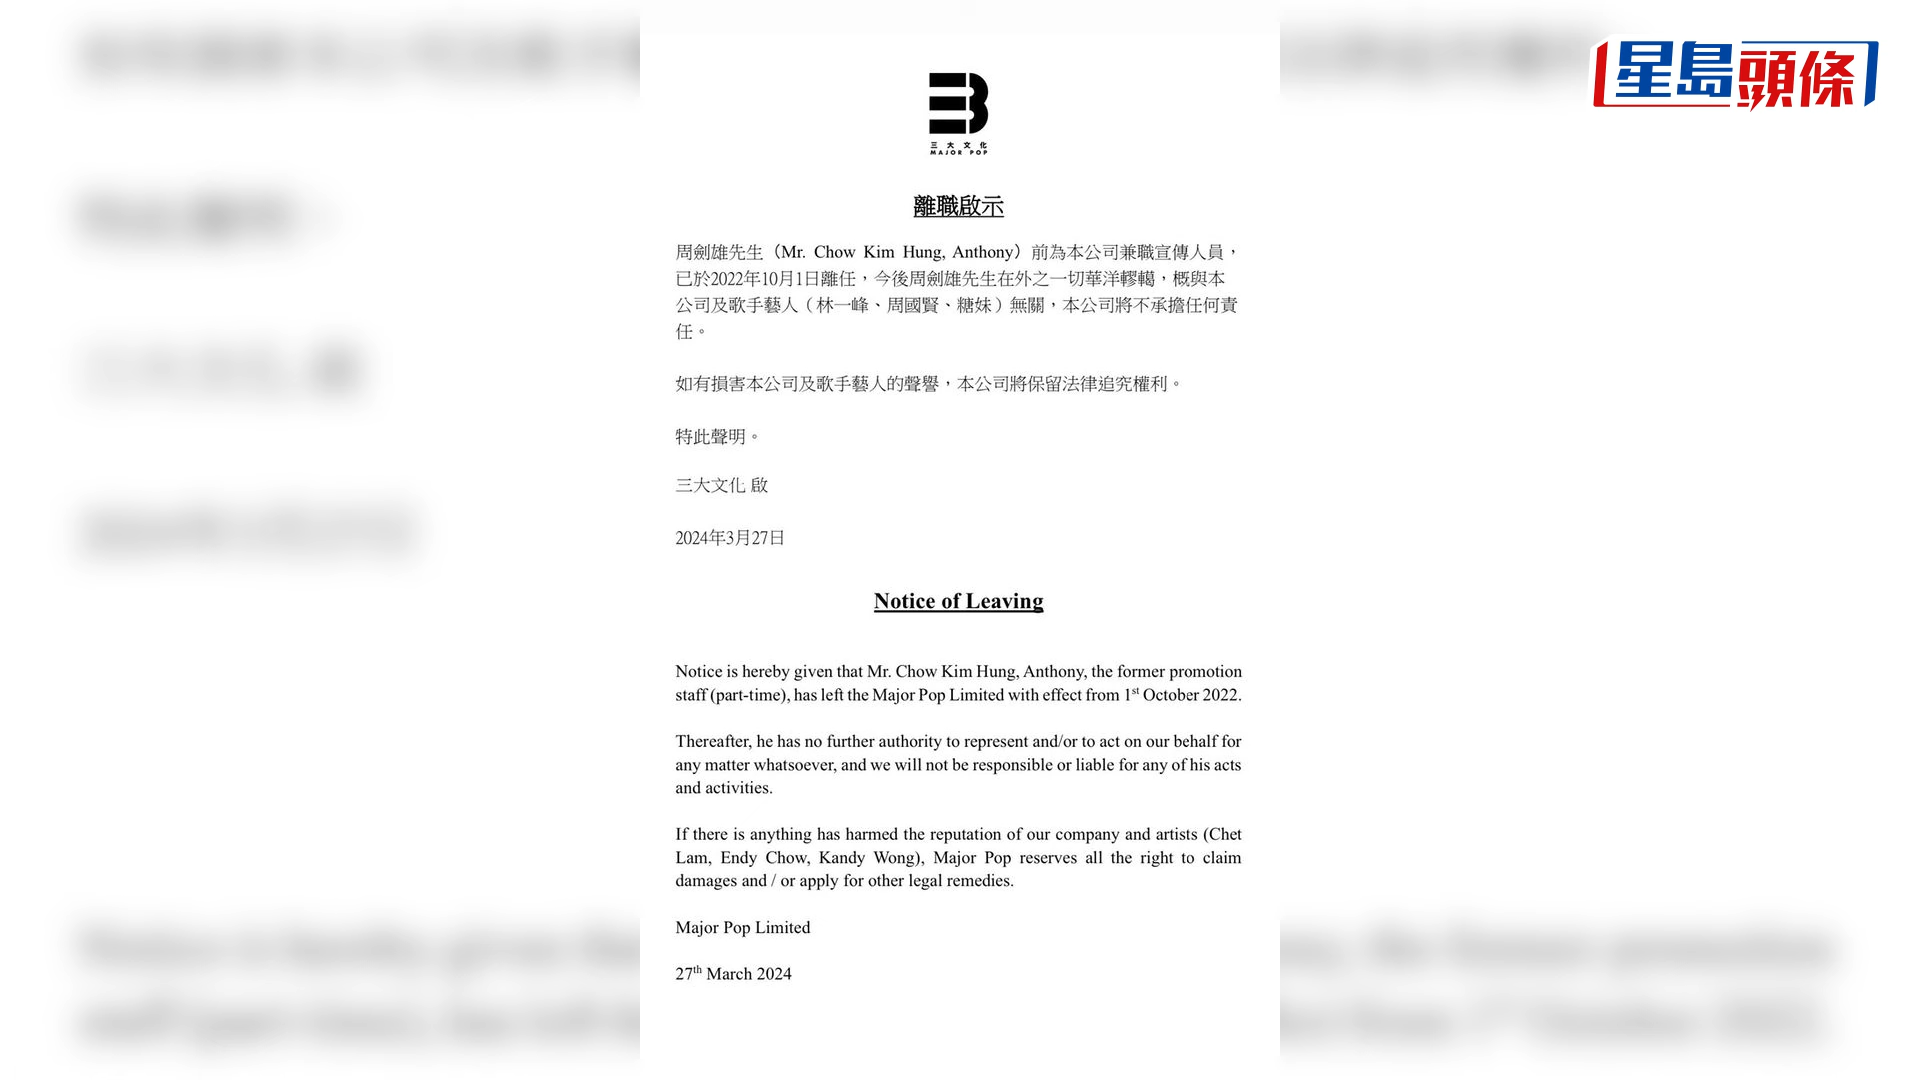 星島頭條
三大文化
MAJOR POP
離職啟示
周劍雄先生（Mr. Chow Kim Hung, Anthony）前為本公司兼職宣傳人員，
已於2022年10月1日離任，今後周劍雄先生在外之一切華洋轇轕，概與本
公司及歌手藝人（林一峰、周國賢、糖妹）無關，本公司將不承擔任何責
任。
如有損害本公司及歌手藝人的聲譽，本公司將保留法律追究權利。
特此聲明。
三大文化 啟
2024年3月27日
Notice of Leaving
Notice is hereby given that Mr. Chow Kim Hung, Anthony, the former promotion
staff (part-time), has left the Major Pop Limited with effect from 1st October 2022.
Thereafter, he has no further authority to represent and/or to act on our behalf for
any matter whatsoever, and we will not be responsible or liable for any of his acts
and activities.
If there is anything has harmed the reputation of our company and artists (Chet
Lam, Endy Chow, Kandy Wong), Major Pop reserves all the right to claim
damages and / or apply for other legal remedies.
Major Pop Limited
27th March 2024